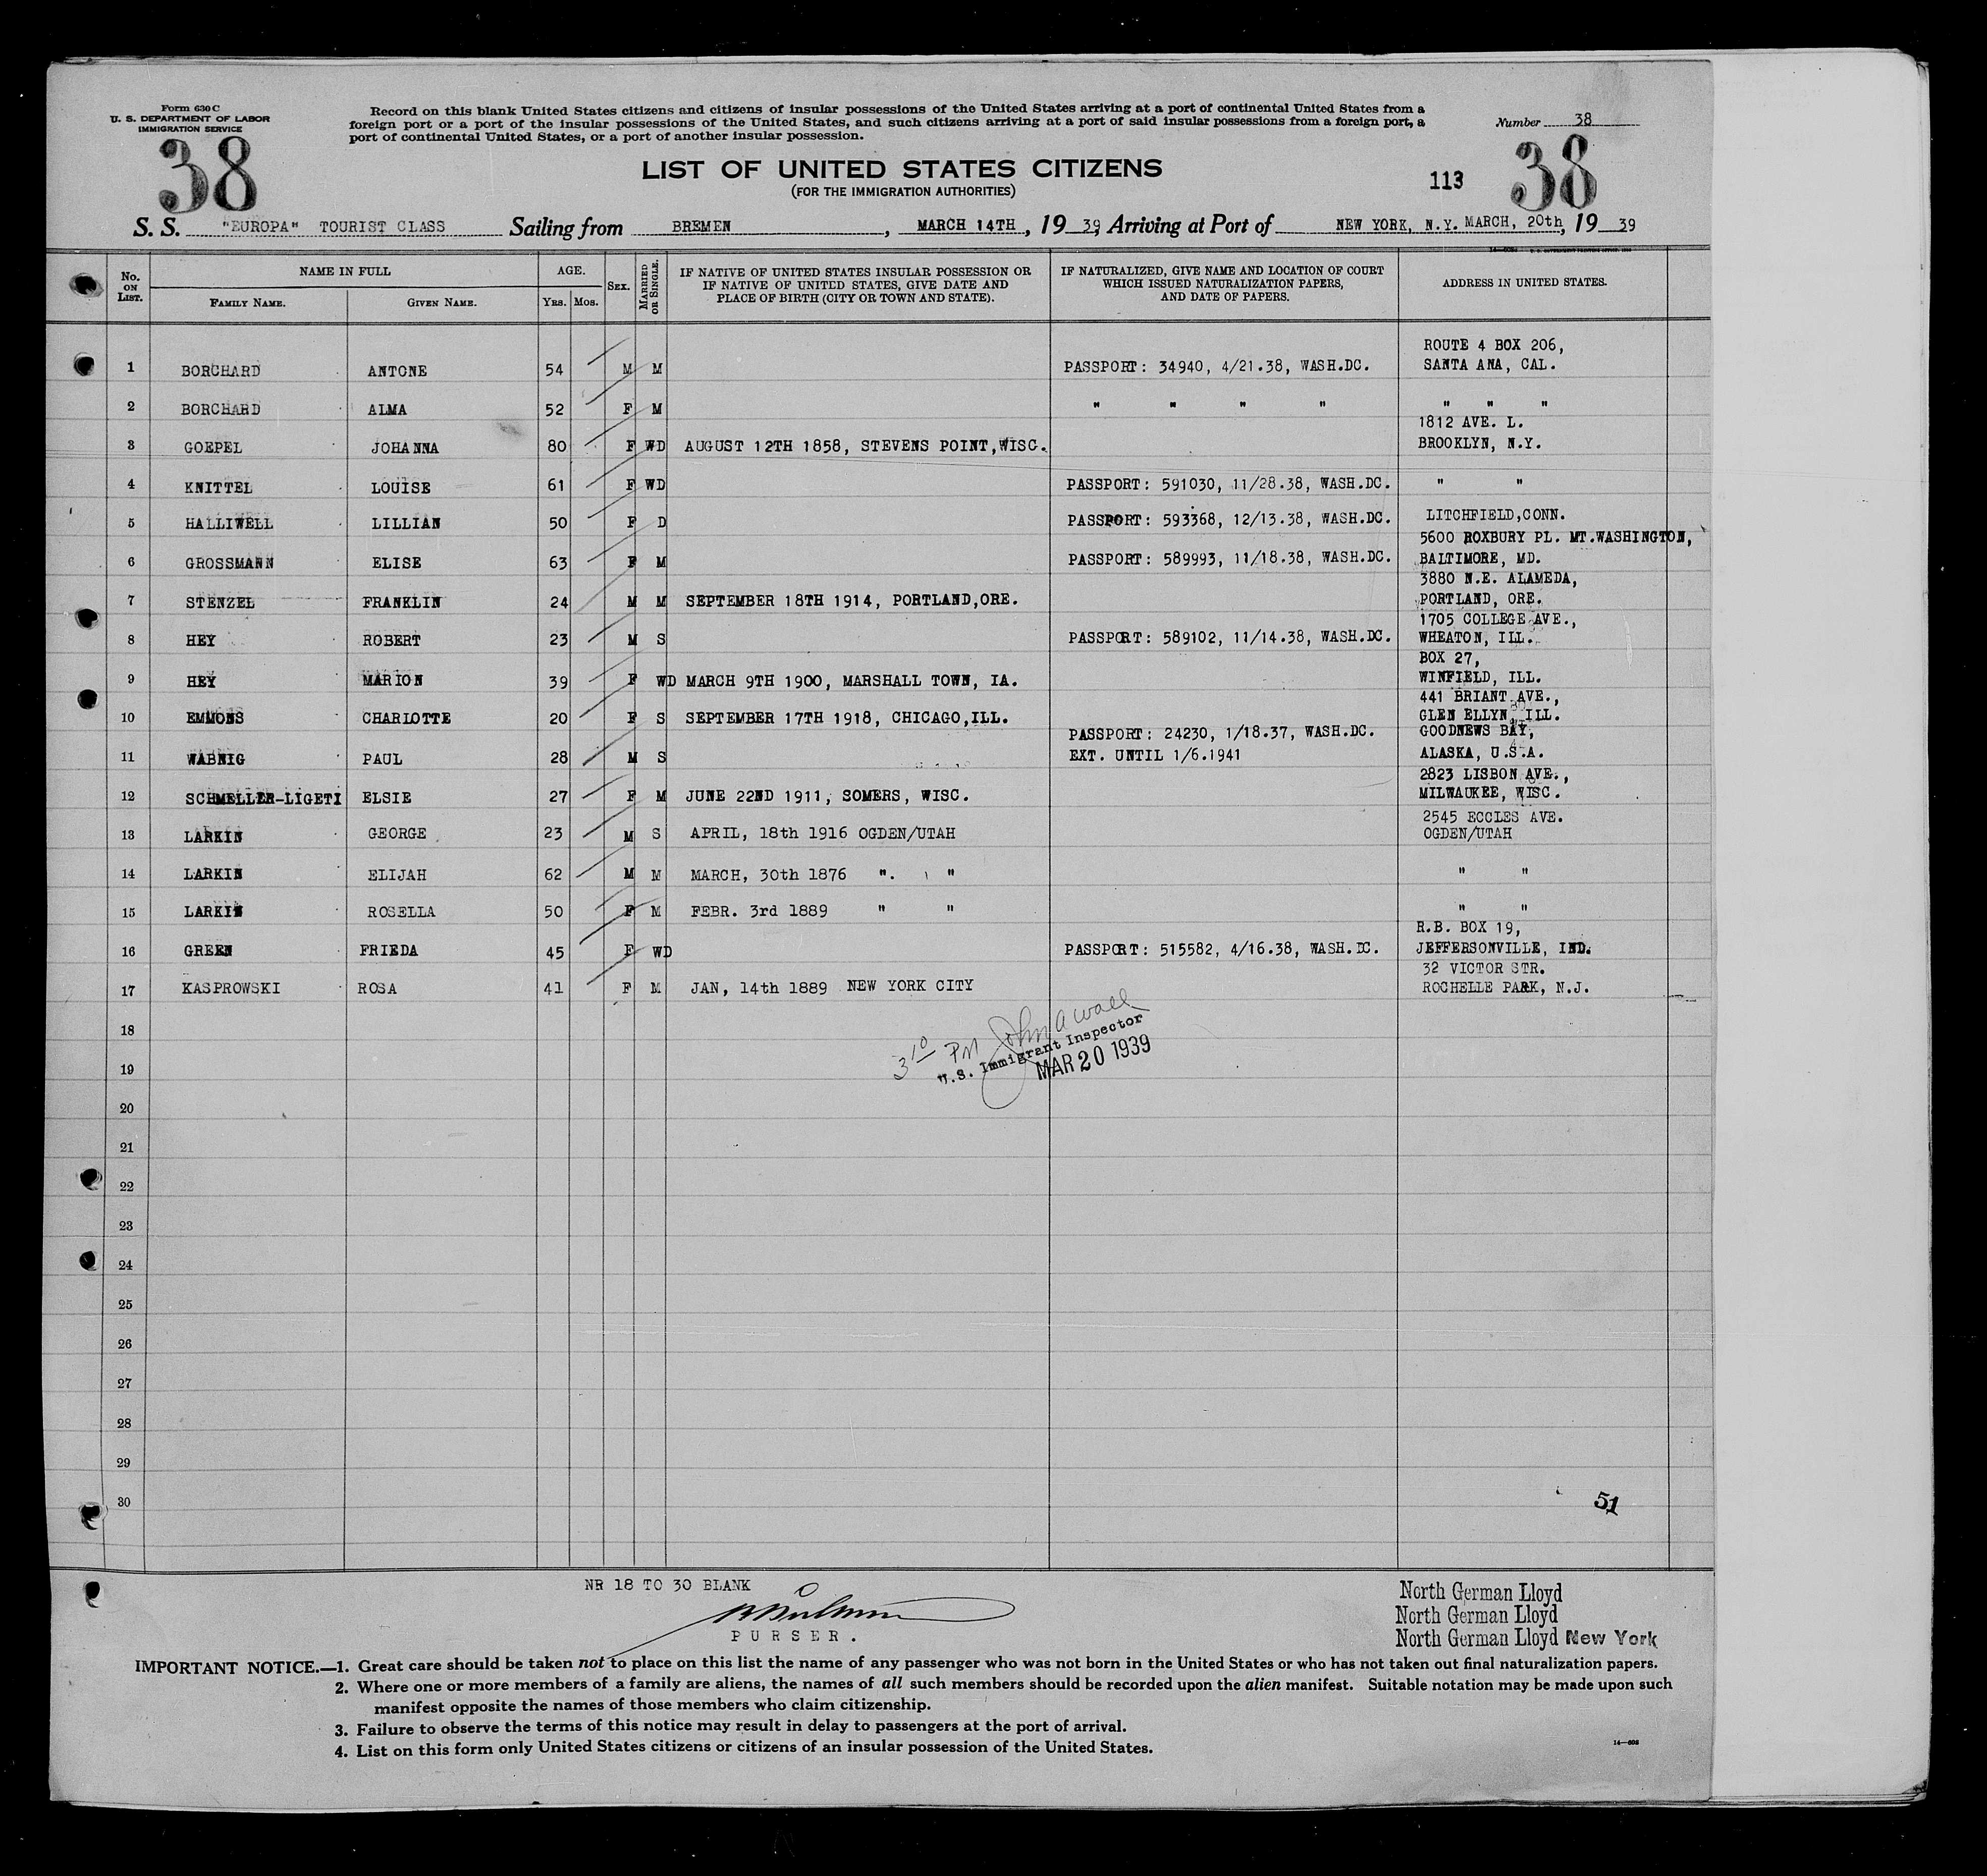 Form 630 C
U. S. DEPARTMENT OF LABOR
IMMIGRATION SERVICE
Record on this blank United States citizens and citizens of insular possessions of the United States arriving at a port of continental United States from a
foreign port or a port of the insular possessions of the United States, and such citizens arriving at a port of said insular possessions from a foreign port, a
port of continental United States, or a port of another insular possession.
Number 38
38
LIST OF UNITED STATES CITIZENS
(FOR THE IMMIGRATION AUTHORITIES)
113
38
S. S. "EUROPA" TOURIST CLASS Sailing from BREMEN, MARCH 14TH, 19 39, Arriving at Port of NEW YORK, N.Y. MARCH, 20th, 19 39
No. ON LIST.
NAME IN FULL
FAMILY NAME.
GIVEN NAME.
AGE.
YRS. MOS.
SEX.
MARRIED OR SINGLE.
IF NATIVE OF UNITED STATES INSULAR POSSESSION OR
IF NATIVE OF UNITED STATES, GIVE DATE AND
PLACE OF BIRTH (CITY OR TOWN AND STATE).
IF NATURALIZED, GIVE NAME AND LOCATION OF COURT
WHICH ISSUED NATURALIZATION PAPERS,
AND DATE OF PAPERS.
ADDRESS IN UNITED STATES.
ROUTE 4 BOX 206,
1 BORCHARD ANTONE 54 M M PASSPORT: 34940, 4/21.38, WASH.DC. SANTA ANA, CAL.
2 BORCHARD ALMA 52 F M " " " " " " "
1812 AVE. L.
3 GOEPEL JOHANNA 80 F WD AUGUST 12TH 1858, STEVENS POINT, WISC. BROOKLYN, N.Y.
4 KNITTEL LOUISE 61 F WD PASSPORT: 591030, 11/28.38, WASH.DC. " "
5 HALLIWELL LILLIAN 50 F D PASSPORT: 593368, 12/13.38, WASH.DC. LITCHFIELD,CONN.
5600 ROXBURY PL. MT.WASHINGTON,
6 GROSSMANN ELISE 63 F M PASSPORT: 589993, 11/18.38, WASH.DC. BALTIMORE, MD.
3880 N.E. ALAMEDA,
7 STENZEL FRANKLIN 24 M M SEPTEMBER 18TH 1914, PORTLAND,ORE. PORTLAND, ORE.
1705 COLLEGE AVE.,
8 HEY ROBERT 23 M S PASSPORT: 589102, 11/14.38, WASH.DC. WHEATON, ILL.
BOX 27,
9 HEY MARION 39 F WD MARCH 9TH 1900, MARSHALL TOWN, IA. WINFIELD, ILL.
441 BRIANT AVE.,
10 EMMONS CHARLOTTE 20 F S SEPTEMBER 17TH 1918, CHICAGO,ILL. GLEN ELLYN, ILL.
PASSPORT: 24230, 1/18.37, WASH.DC. GOODNEWS BAY,
11 WABNIG PAUL 28 M S EXT. UNTIL 1/6.1941 ALASKA, U.S.A.
2823 LISBON AVE.,
12 SCHMELLER-LIGETI ELSIE 27 F M JUNE 22ND 1911, SOMERS, WISC. MILWAUKEE, WISC.
2545 ECCLES AVE.
13 LARKIN GEORGE 23 M S APRIL, 18th 1916 OGDEN/UTAH OGDEN/UTAH
14 LARKIN ELIJAH 62 M M MARCH, 30th 1876 " " " "
15 LARKIN ROSELLA 50 F M FEBR. 3rd 1889 " " " "
R.B. BOX 19,
16 GREEN FRIEDA 45 F WD PASSPORT: 515582, 4/16.38, WASH.DC. JEFFERSONVILLE, IND.
32 VICTOR STR.
17 KASPROWSKI ROSA 41 F M JAN, 14th 1889 NEW YORK CITY ROCHELLE PARK, N.J.
18
3 10 PM John A Wall
U.S. Immigrant Inspector
MAR 20 1939
19
20
21
22
23
24
25
26
27
28
29
30
51
NR 18 TO 30 BLANK
PURSER.
North German Lloyd
North German Lloyd
North German Lloyd New York
IMPORTANT NOTICE.—1. Great care should be taken not to place on this list the name of any passenger who was not born in the United States or who has not taken out final naturalization papers.
2. Where one or more members of a family are aliens, the names of all such members should be recorded upon the alien manifest. Suitable notation may be made upon such
manifest opposite the names of those members who claim citizenship.
3. Failure to observe the terms of this notice may result in delay to passengers at the port of arrival.
4. List on this form only United States citizens or citizens of an insular possession of the United States.